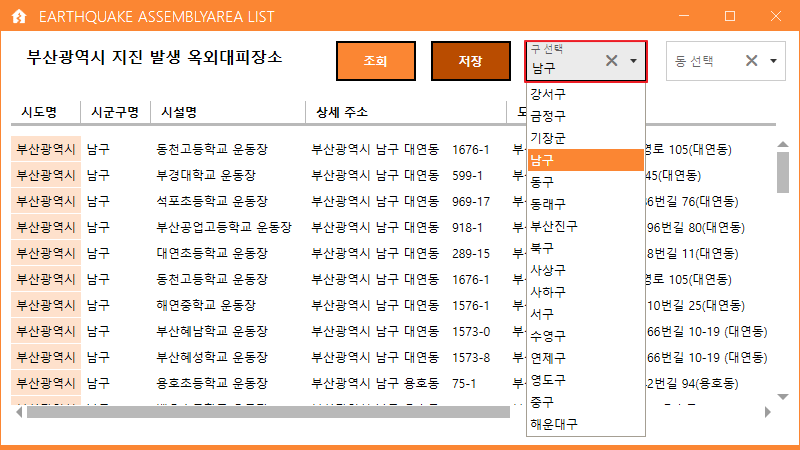 EARTHQUAKE ASSEMBLYAREA LIST
부산광역시 지진 발생 옥외대피장소
조회
저장
구 선택
남구
동 선택
시도명 시군구명 시설명 상세 주소
부산광역시 남구 동천고등학교 운동장 부산광역시 남구 대연동 1676-1 105(대연동)
부산광역시 남구 부경대학교 운동장 부산광역시 남구 대연동 599-1 45(대연동)
부산광역시 남구 석포초등학교 운동장 부산광역시 남구 대연동 969-17 6번길 76(대연동)
부산광역시 남구 부산공업고등학교 운동장 부산광역시 남구 대연동 918-1 96번길 80(대연동)
부산광역시 남구 대연초등학교 운동장 부산광역시 남구 대연동 289-15 8번길 11(대연동)
부산광역시 남구 동천고등학교 운동장 부산광역시 남구 대연동 1676-1 105(대연동)
부산광역시 남구 해연중학교 운동장 부산광역시 남구 대연동 1576-1 10번길 25(대연동)
부산광역시 남구 부산혜남학교 운동장 부산광역시 남구 대연동 1573-0 66번길 10-19 (대연동)
부산광역시 남구 부산혜성학교 운동장 부산광역시 남구 대연동 1573-8 66번길 10-19 (대연동)
부산광역시 남구 용호초등학교 운동장 부산광역시 남구 용호동 75-1 2번길 94(용호동)
강서구
금정구
기장군
남구
동구
동래구
부산진구
북구
사상구
사하구
서구
수영구
연제구
영도구
중구
해운대구